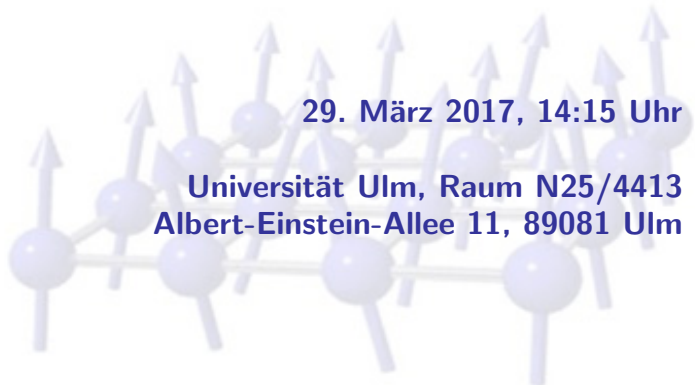 29. März 2017, 14:15 Uhr
Universität Ulm, Raum N25/4413
Albert-Einstein-Allee 11, 89081 Ulm